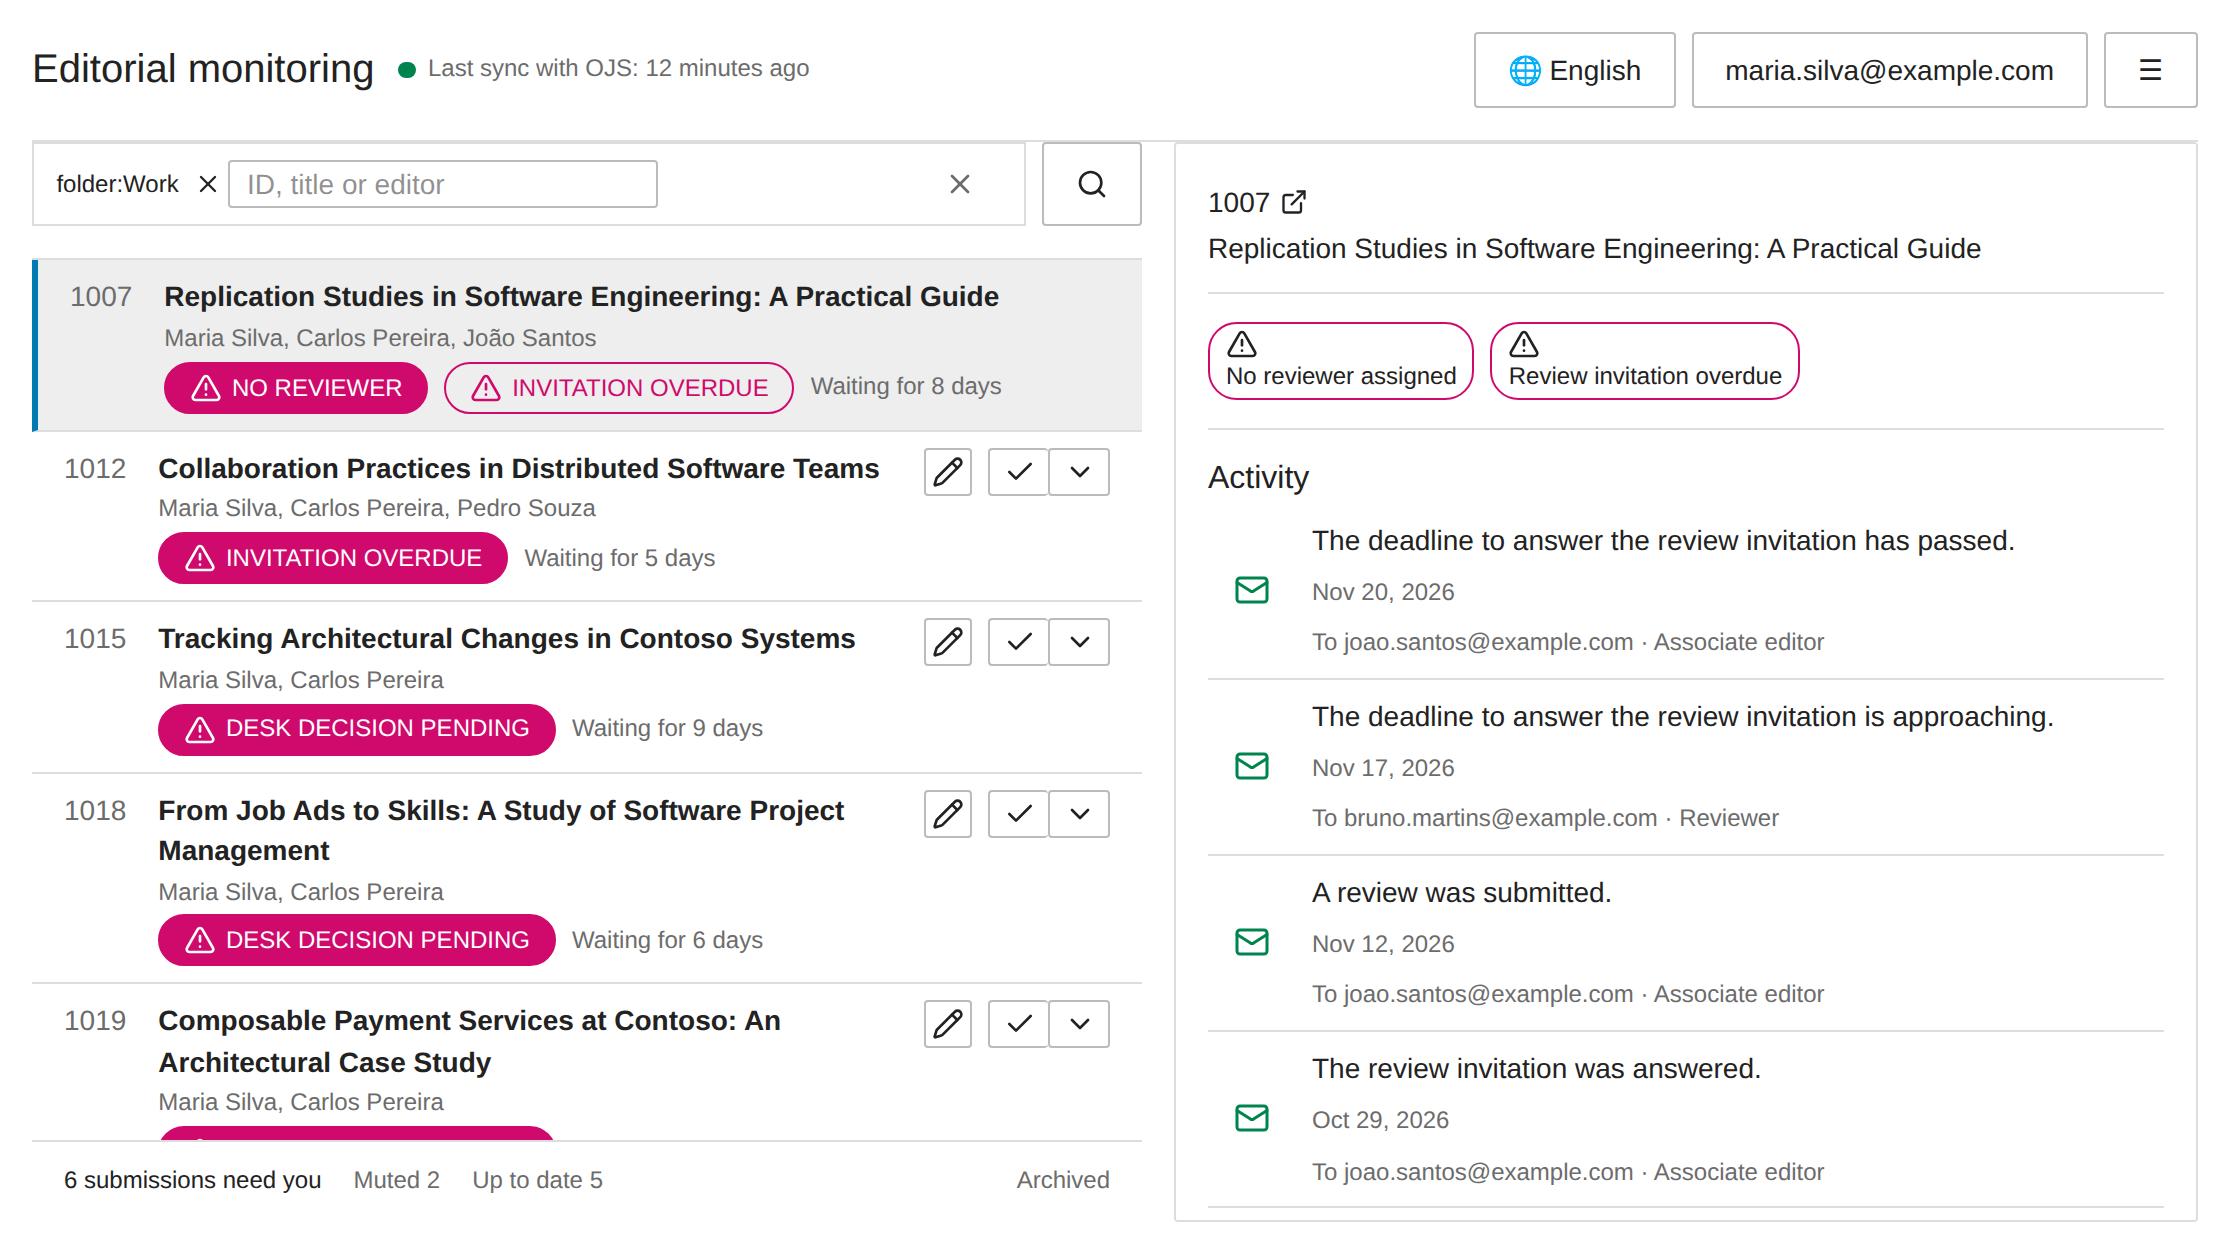 Editorial monitoring
Last sync with OJS: 12 minutes ago
🌐 English
maria.silva@example.com
☰
folder:Work
ID, title or editor
1007
Replication Studies in Software Engineering: A Practical Guide
Maria Silva, Carlos Pereira, João Santos
NO REVIEWER
INVITATION OVERDUE
Waiting for 8 days
1012
Collaboration Practices in Distributed Software Teams
Maria Silva, Carlos Pereira, Pedro Souza
INVITATION OVERDUE
Waiting for 5 days
1015
Tracking Architectural Changes in Contoso Systems
Maria Silva, Carlos Pereira
DESK DECISION PENDING
Waiting for 9 days
1018
From Job Ads to Skills: A Study of Software Project
Management
Maria Silva, Carlos Pereira
DESK DECISION PENDING
Waiting for 6 days
1019
Composable Payment Services at Contoso: An
Architectural Case Study
Maria Silva, Carlos Pereira
6 submissions need you
Muted 2
Up to date 5
Archived
1007
Replication Studies in Software Engineering: A Practical Guide
No reviewer assigned
Review invitation overdue
Activity
The deadline to answer the review invitation has passed.
Nov 20, 2026
To joao.santos@example.com · Associate editor
The deadline to answer the review invitation is approaching.
Nov 17, 2026
To bruno.martins@example.com · Reviewer
A review was submitted.
Nov 12, 2026
To joao.santos@example.com · Associate editor
The review invitation was answered.
Oct 29, 2026
To joao.santos@example.com · Associate editor